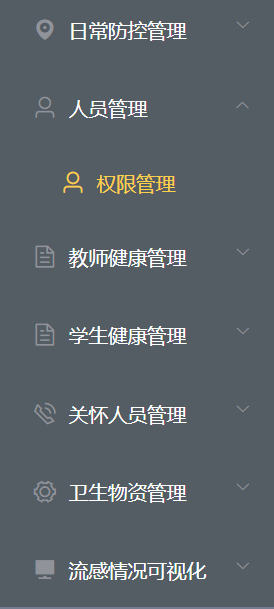 日常防控管理
人员管理
权限管理
教师健康管理
学生健康管理
关怀人员管理
卫生物资管理
流感情况可视化